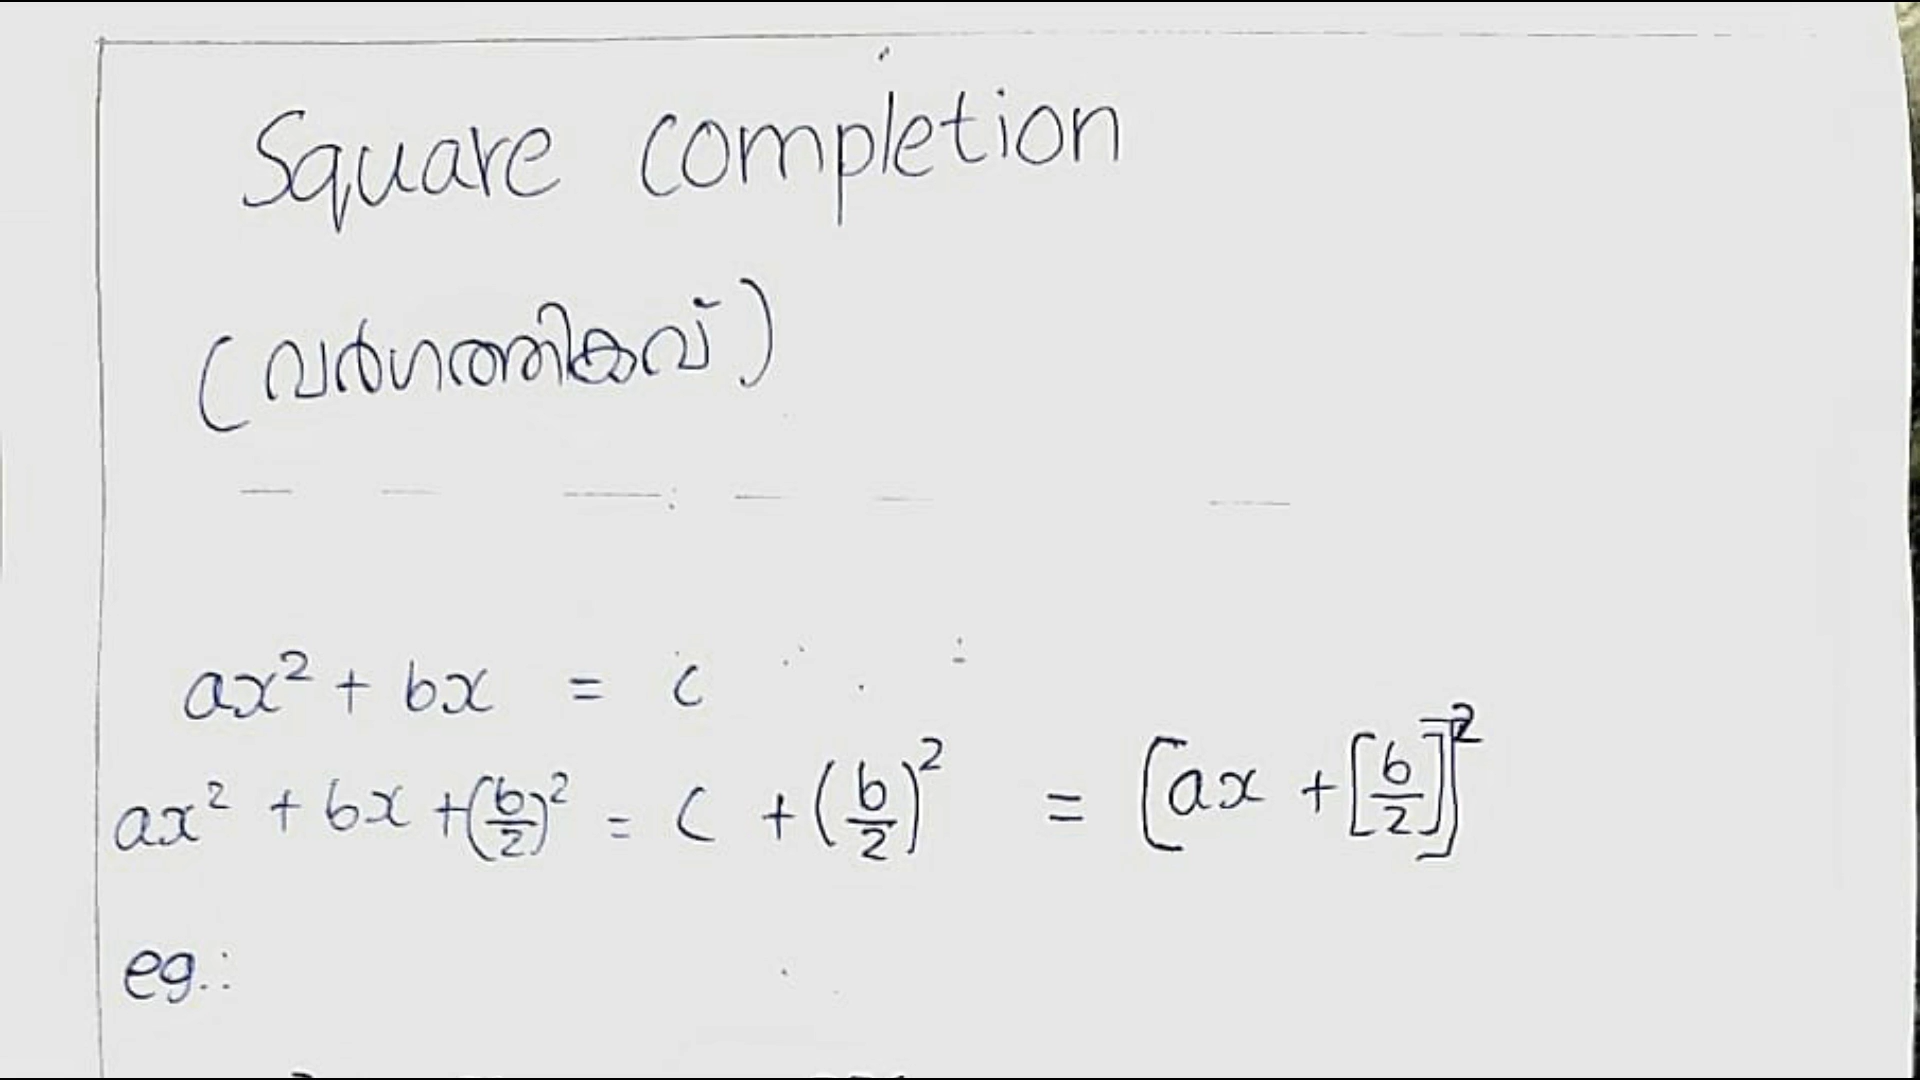 Square completion
(വർഗത്തികവ്)
ax² + bx = c
ax² + bx + (b/2)² = c + (b/2)² = [ax + [b/2]]²
eg.: